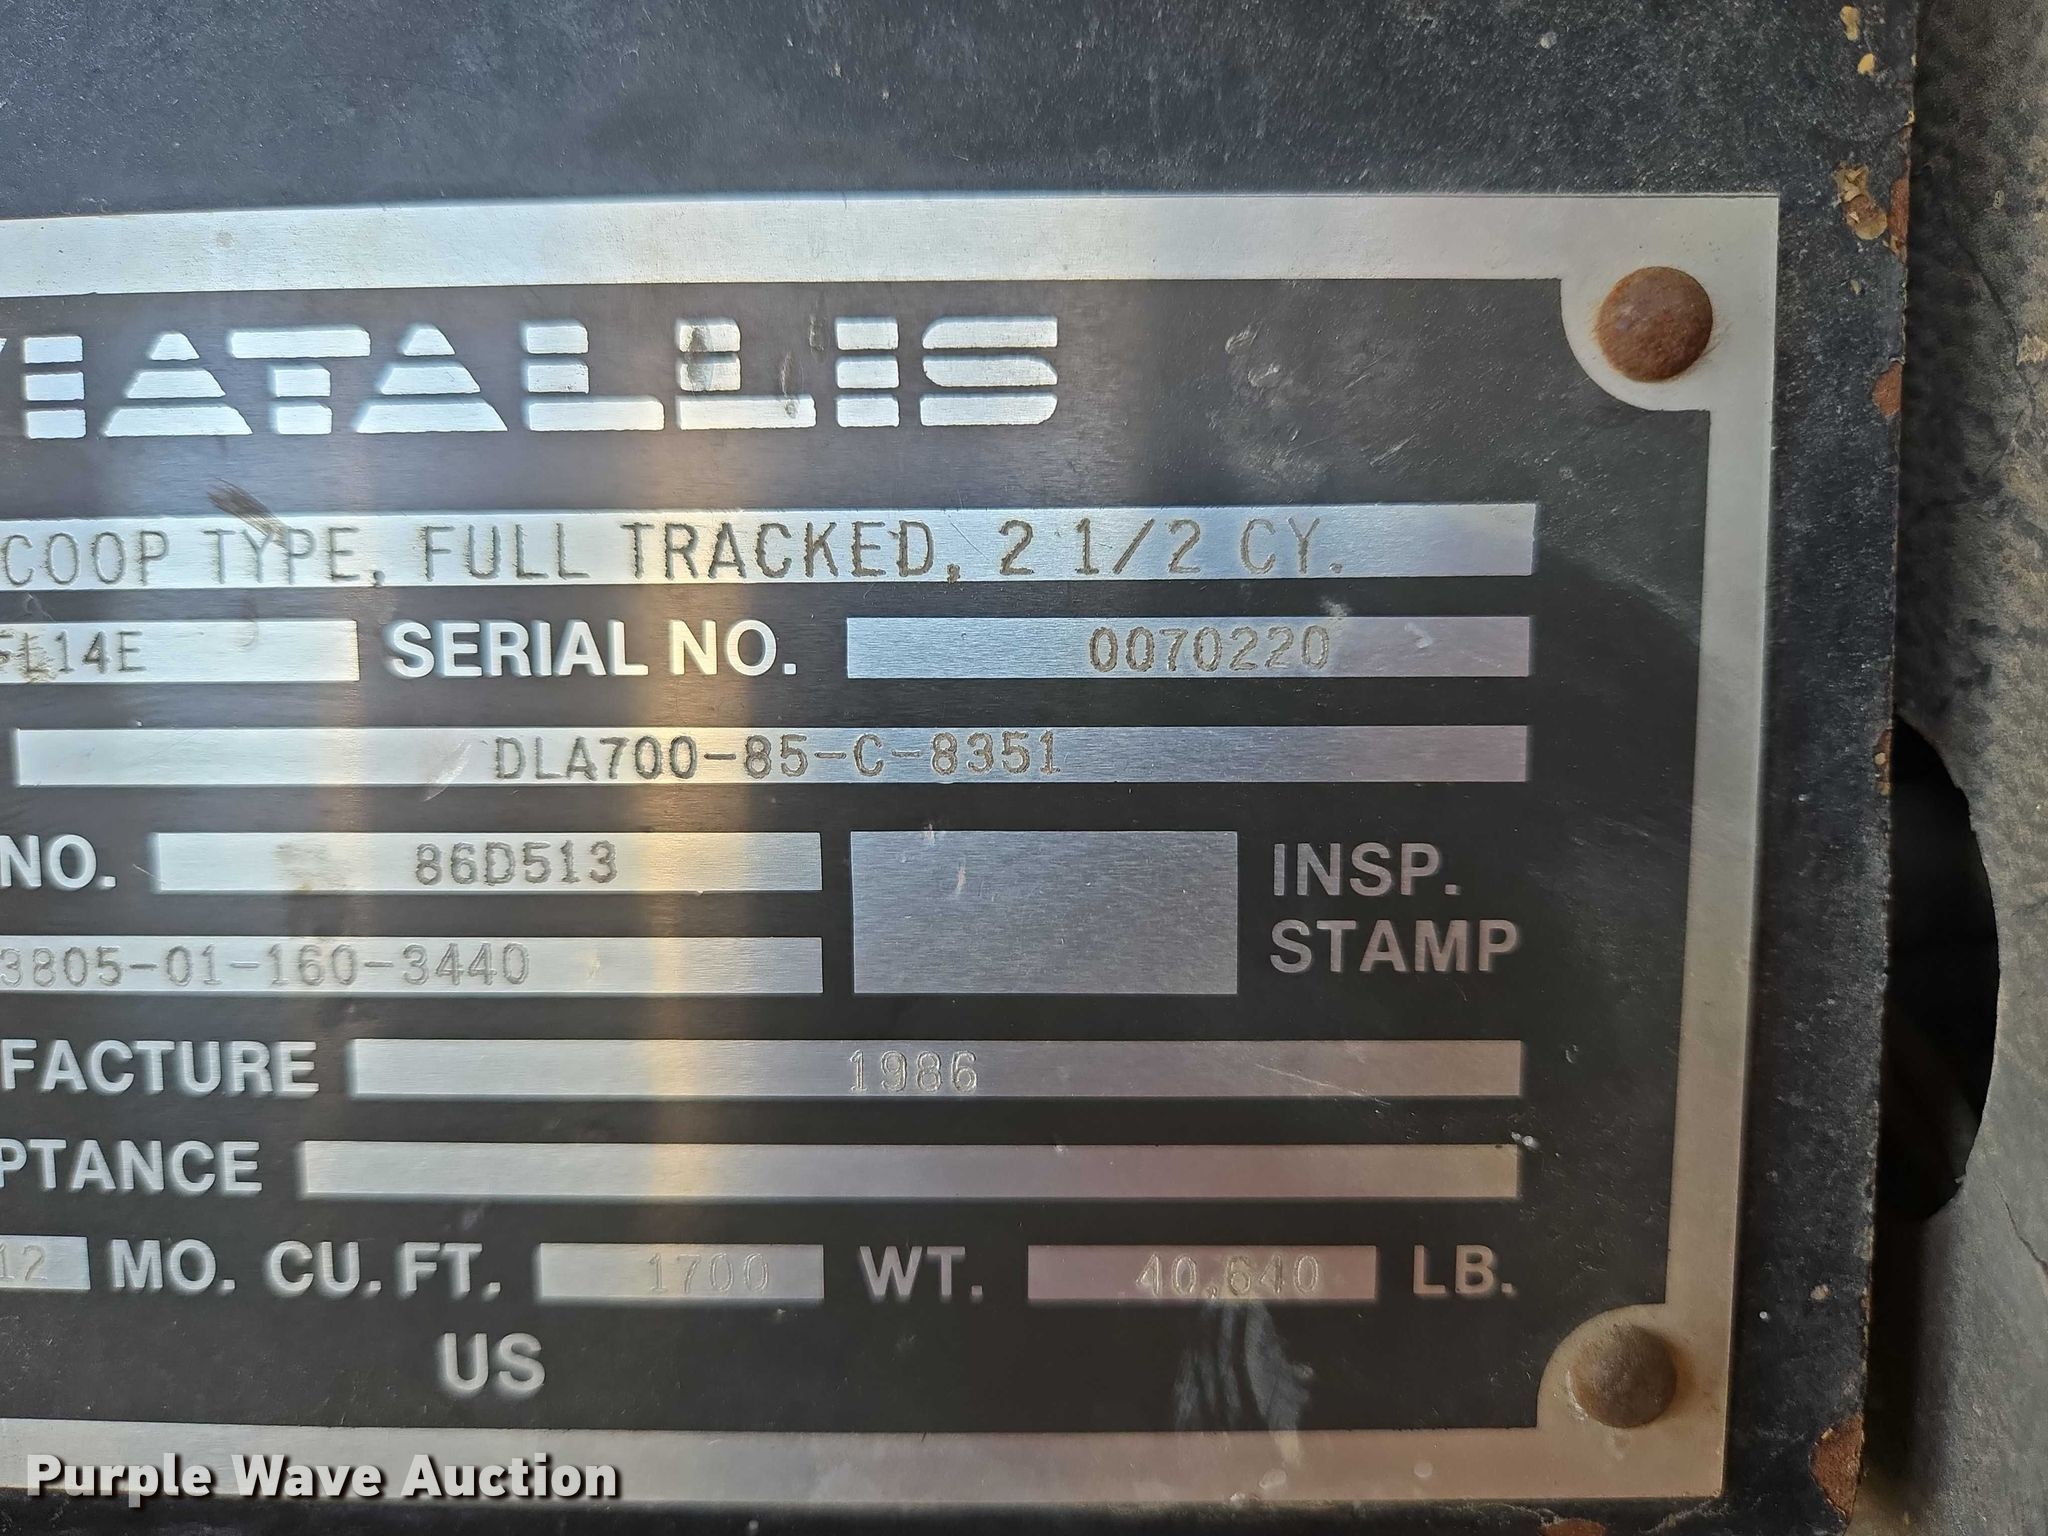 IATALLIS
COOP TYPE, FULL TRACKED, 2 1/2 CY.
FL14E SERIAL NO. 0070220
DLA700-85-C-8351
NO. 86D513 INSP. STAMP
3805-01-160-3440
FACTURE 1986
PTANCE
12 MO. CU. FT. 1700 WT. 40,640 LB.
US
Purple Wave Auction